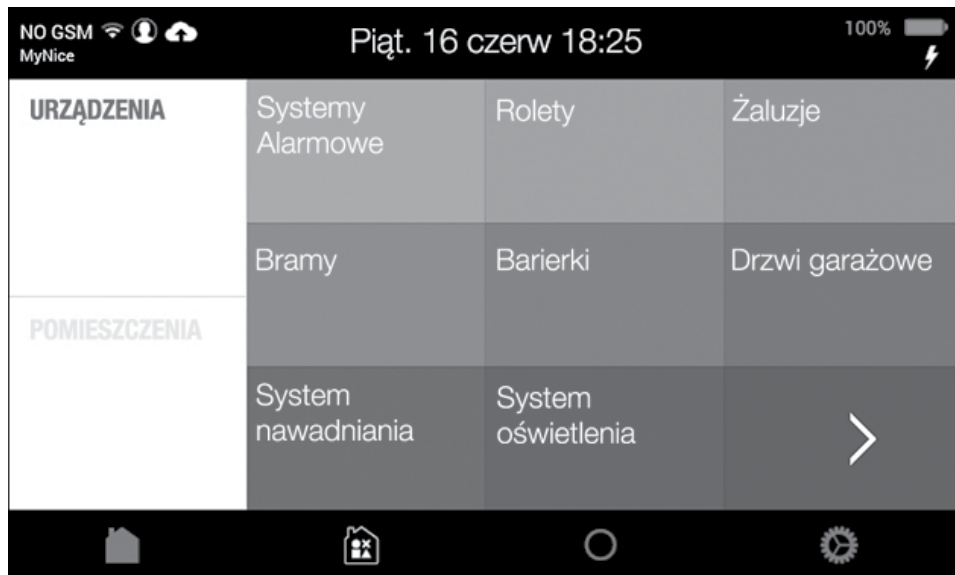 NO GSM
MyNice
Piąt. 16 czerw 18:25
100%
URZĄDZENIA
POMIESZCZENIA
Systemy
Alarmowe
Rolety
Żaluzje
Bramy
Barierki
Drzwi garażowe
System
nawadniania
System
oświetlenia